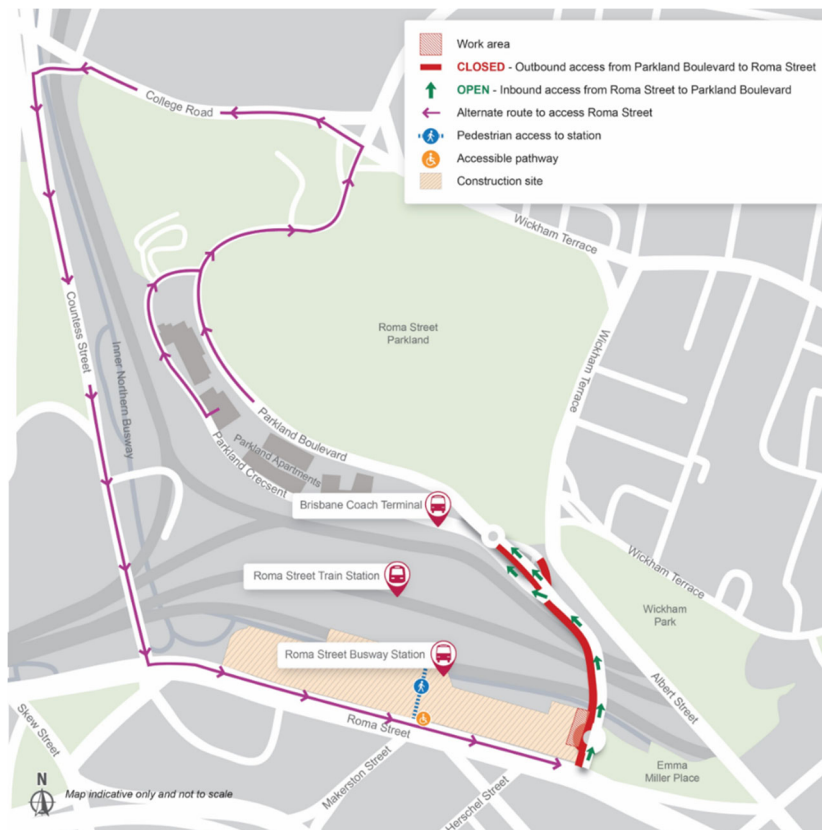 Work area
CLOSED - Outbound access from Parkland Boulevard to Roma Street
OPEN - Inbound access from Roma Street to Parkland Boulevard
Alternate route to access Roma Street
Pedestrian access to station
Accessible pathway
Construction site
College Road
Wickham Terrace
Countess Street
Inner Northern Busway
Roma Street
Parkland
Wickham Terrace
Parkland Boulevard
Parkland Apartments
Parkland Crecsent
Brisbane Coach Terminal
Wickham Terrace
Roma Street Train Station
Wickham
Park
Roma Street Busway Station
Albert Street
Roma Street
Skew Street
Makerston Street
Herschel Street
Emma
Miller Place
N
Map indicative only and not to scale